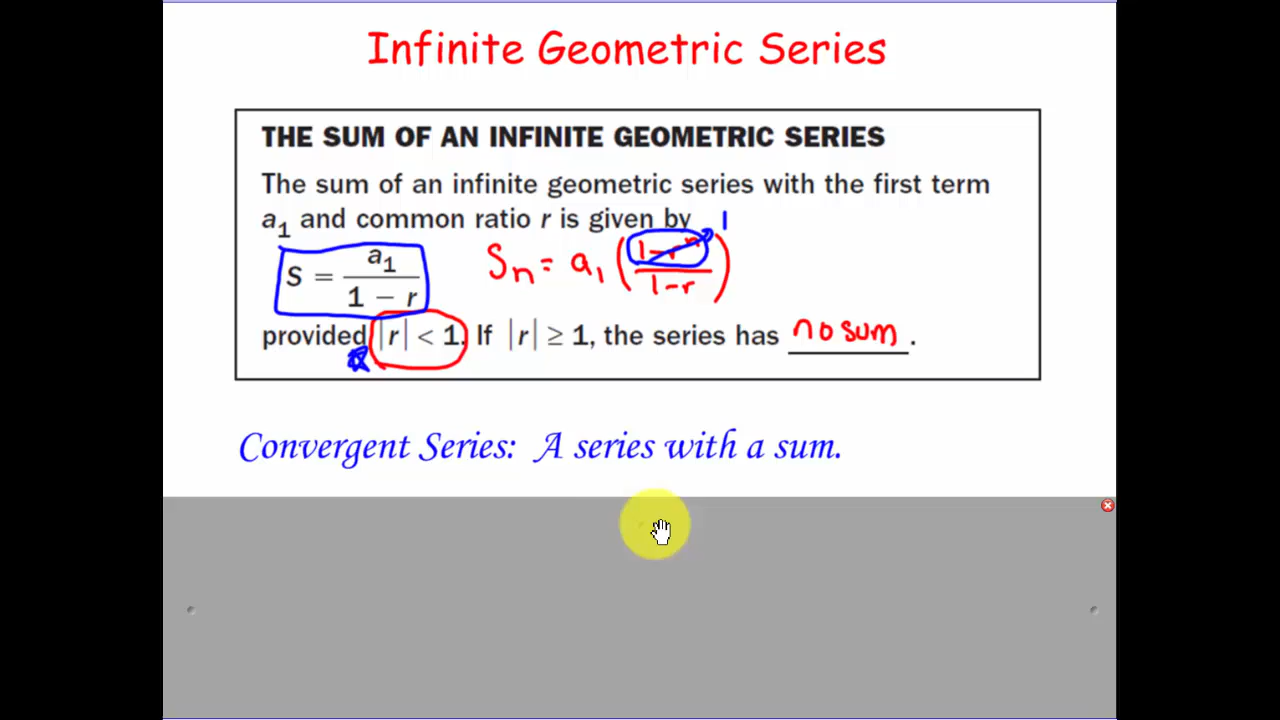 Infinite Geometric Series
THE SUM OF AN INFINITE GEOMETRIC SERIES
The sum of an infinite geometric series with the first term
a₁ and common ratio r is given by 1
S = a₁ / (1 − r) Sn = a₁ ((1-rⁿ) / (1-r))
provided |r| < 1. If |r| ≥ 1, the series has no sum.
Convergent Series: A series with a sum.